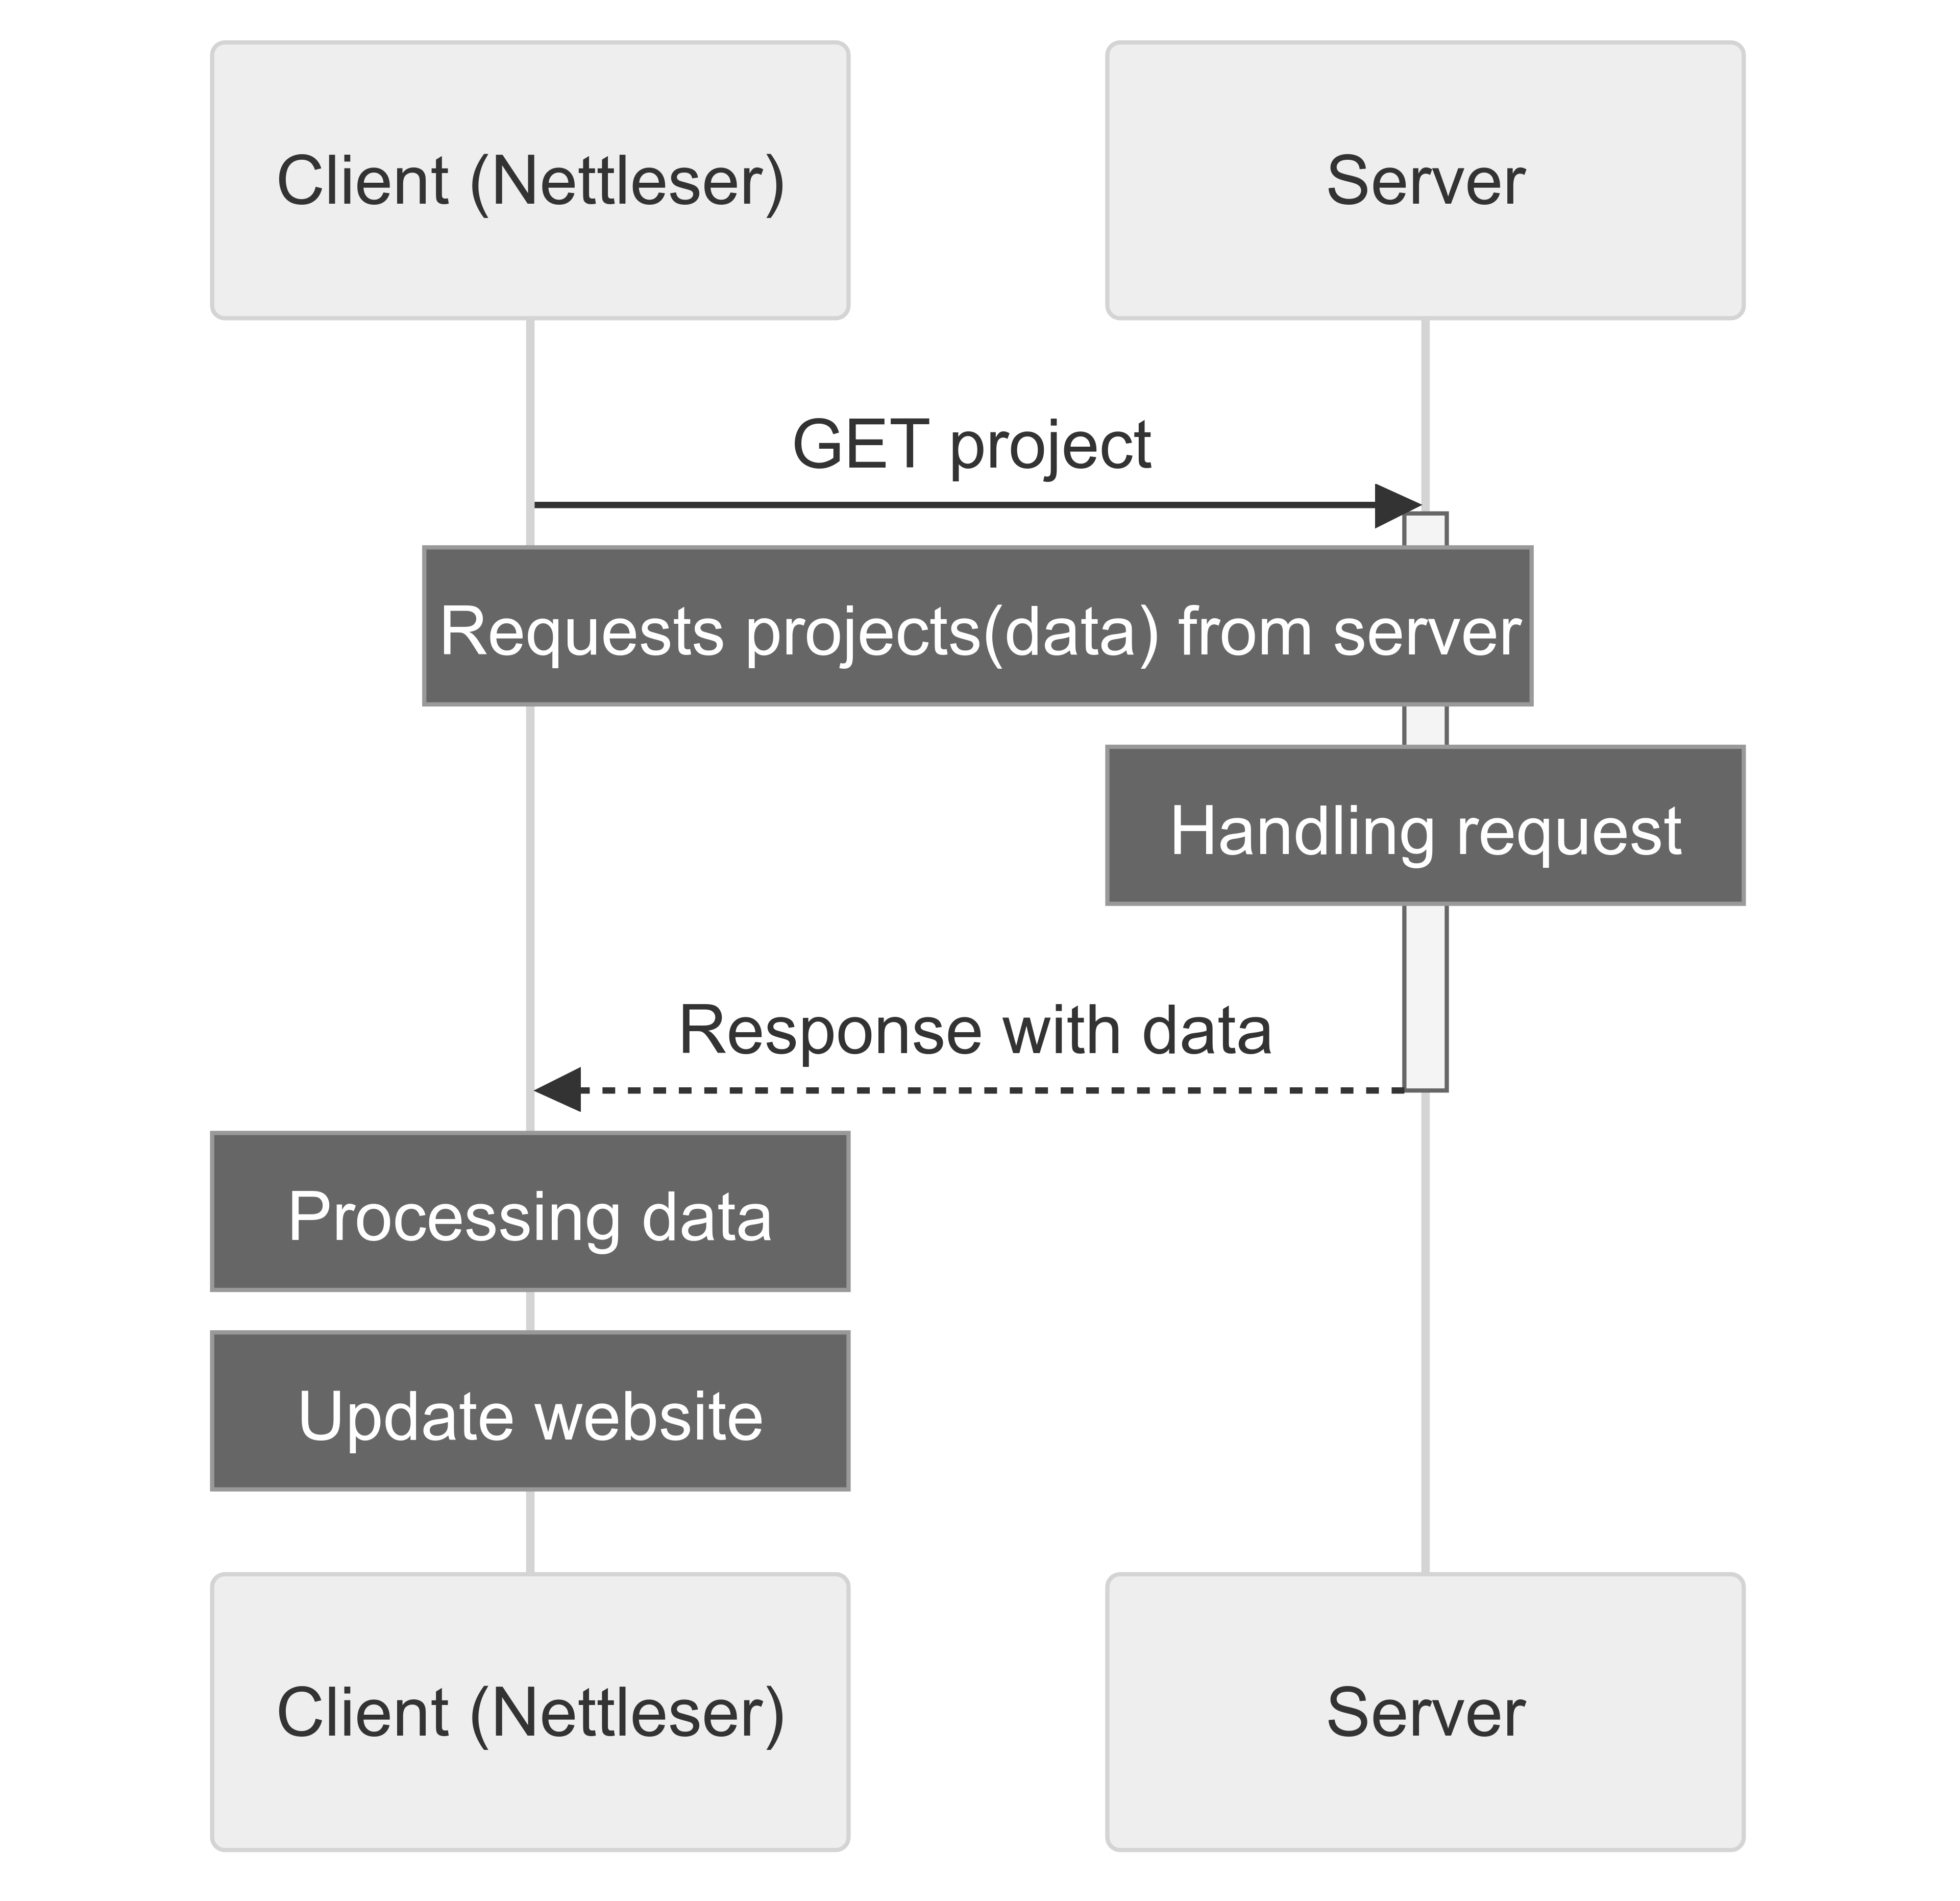 Client (Nettleser)
Server
GET project
Requests projects(data) from server
Handling request
Response with data
Processing data
Update website
Client (Nettleser)
Server